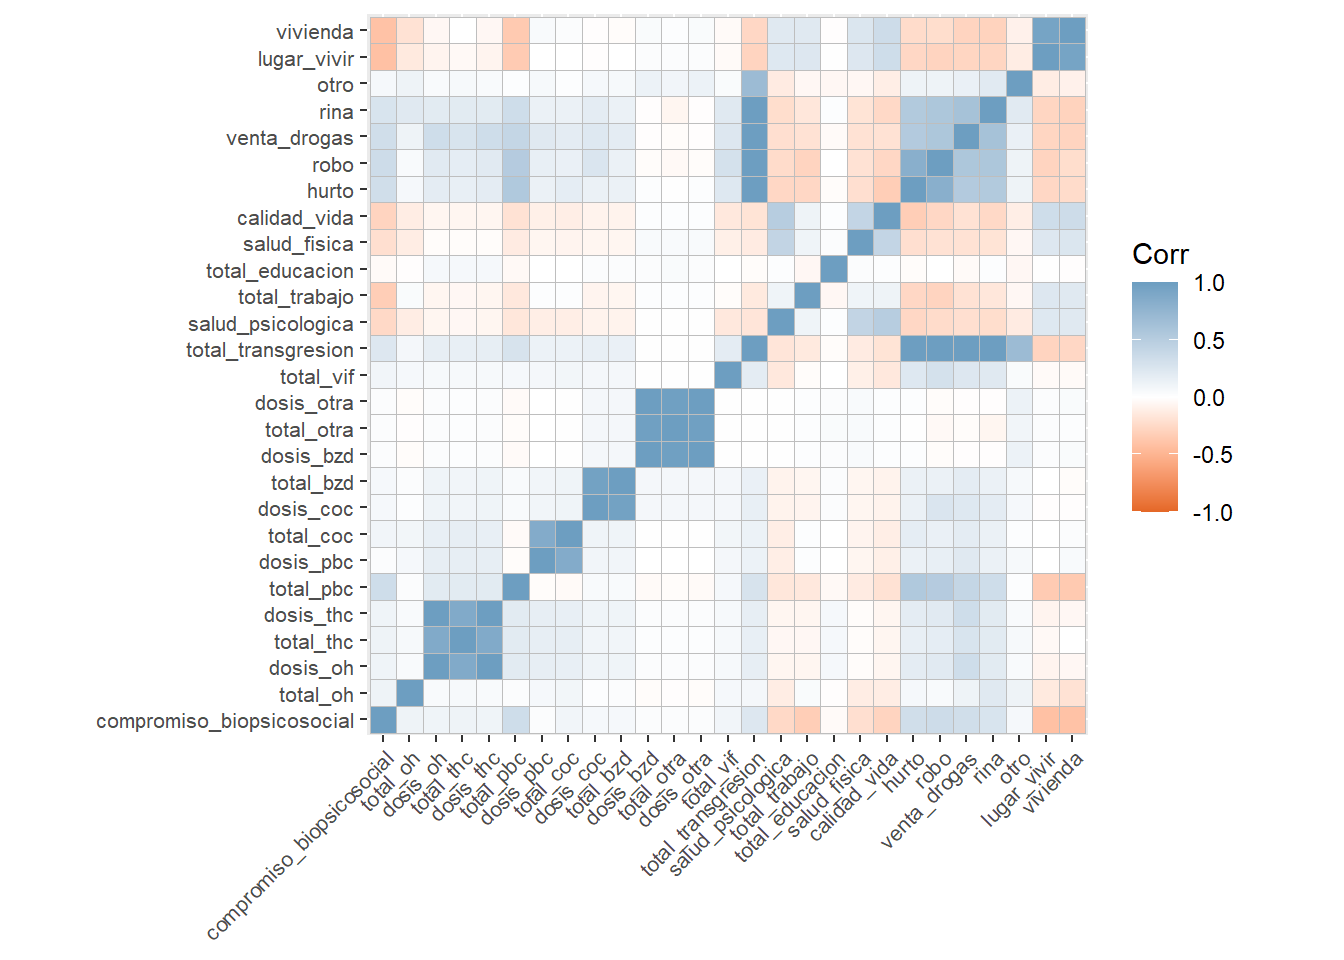 vivienda
lugar_vivir
otro
rina
venta_drogas
robo
hurto
calidad_vida
salud_fisica
total_educacion
total_trabajo
salud_psicologica
total_transgresion
total_vif
dosis_otra
total_otra
dosis_bzd
total_bzd
dosis_coc
total_coc
dosis_pbc
total_pbc
dosis_thc
total_thc
dosis_oh
total_oh
compromiso_biopsicosocial
compromiso_biopsicosocial
total_oh
dosis_oh
total_thc
dosis_thc
total_pbc
dosis_pbc
total_coc
dosis_coc
total_bzd
dosis_bzd
total_otra
dosis_otra
total_vif
total_transgresion
salud_psicologica
total_trabajo
total_educacion
salud_fisica
calidad_vida
hurto
robo
venta_drogas
rina
otro
lugar_vivir
vivienda
Corr
1.0
0.5
0.0
-0.5
-1.0